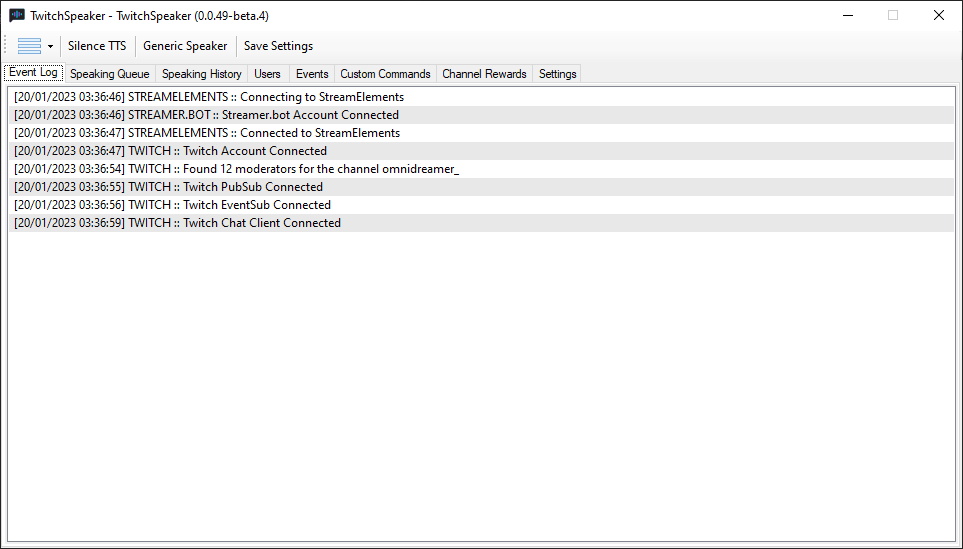 TwitchSpeaker - TwitchSpeaker (0.0.49-beta.4)
Silence TTS Generic Speaker Save Settings
Event Log Speaking Queue Speaking History Users Events Custom Commands Channel Rewards Settings
[20/01/2023 03:36:46] STREAMELEMENTS :: Connecting to StreamElements
[20/01/2023 03:36:46] STREAMER.BOT :: Streamer.bot Account Connected
[20/01/2023 03:36:47] STREAMELEMENTS :: Connected to StreamElements
[20/01/2023 03:36:47] TWITCH :: Twitch Account Connected
[20/01/2023 03:36:54] TWITCH :: Found 12 moderators for the channel omnidreamer_
[20/01/2023 03:36:55] TWITCH :: Twitch PubSub Connected
[20/01/2023 03:36:56] TWITCH :: Twitch EventSub Connected
[20/01/2023 03:36:59] TWITCH :: Twitch Chat Client Connected